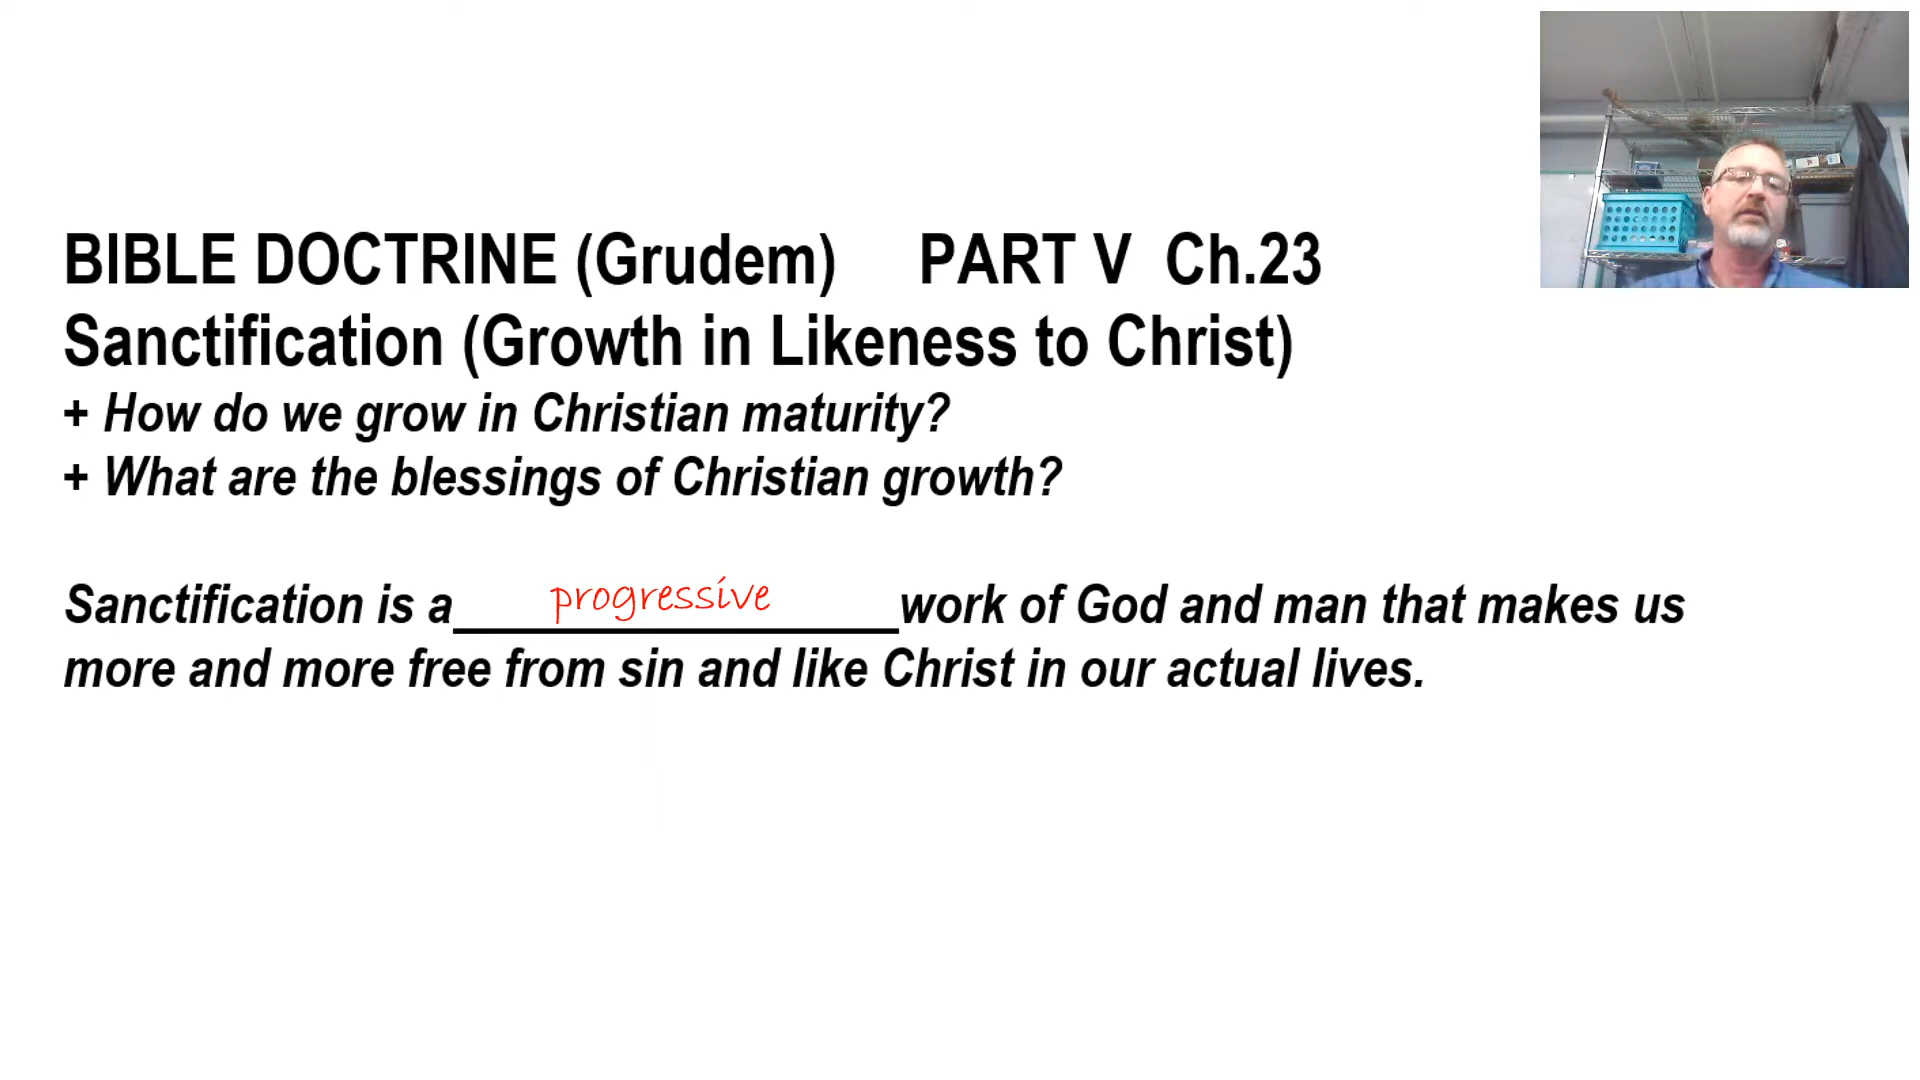 BIBLE DOCTRINE (Grudem) PART V Ch.23
Sanctification (Growth in Likeness to Christ)
+ How do we grow in Christian maturity?
+ What are the blessings of Christian growth?
Sanctification is a progressive work of God and man that makes us
more and more free from sin and like Christ in our actual lives.